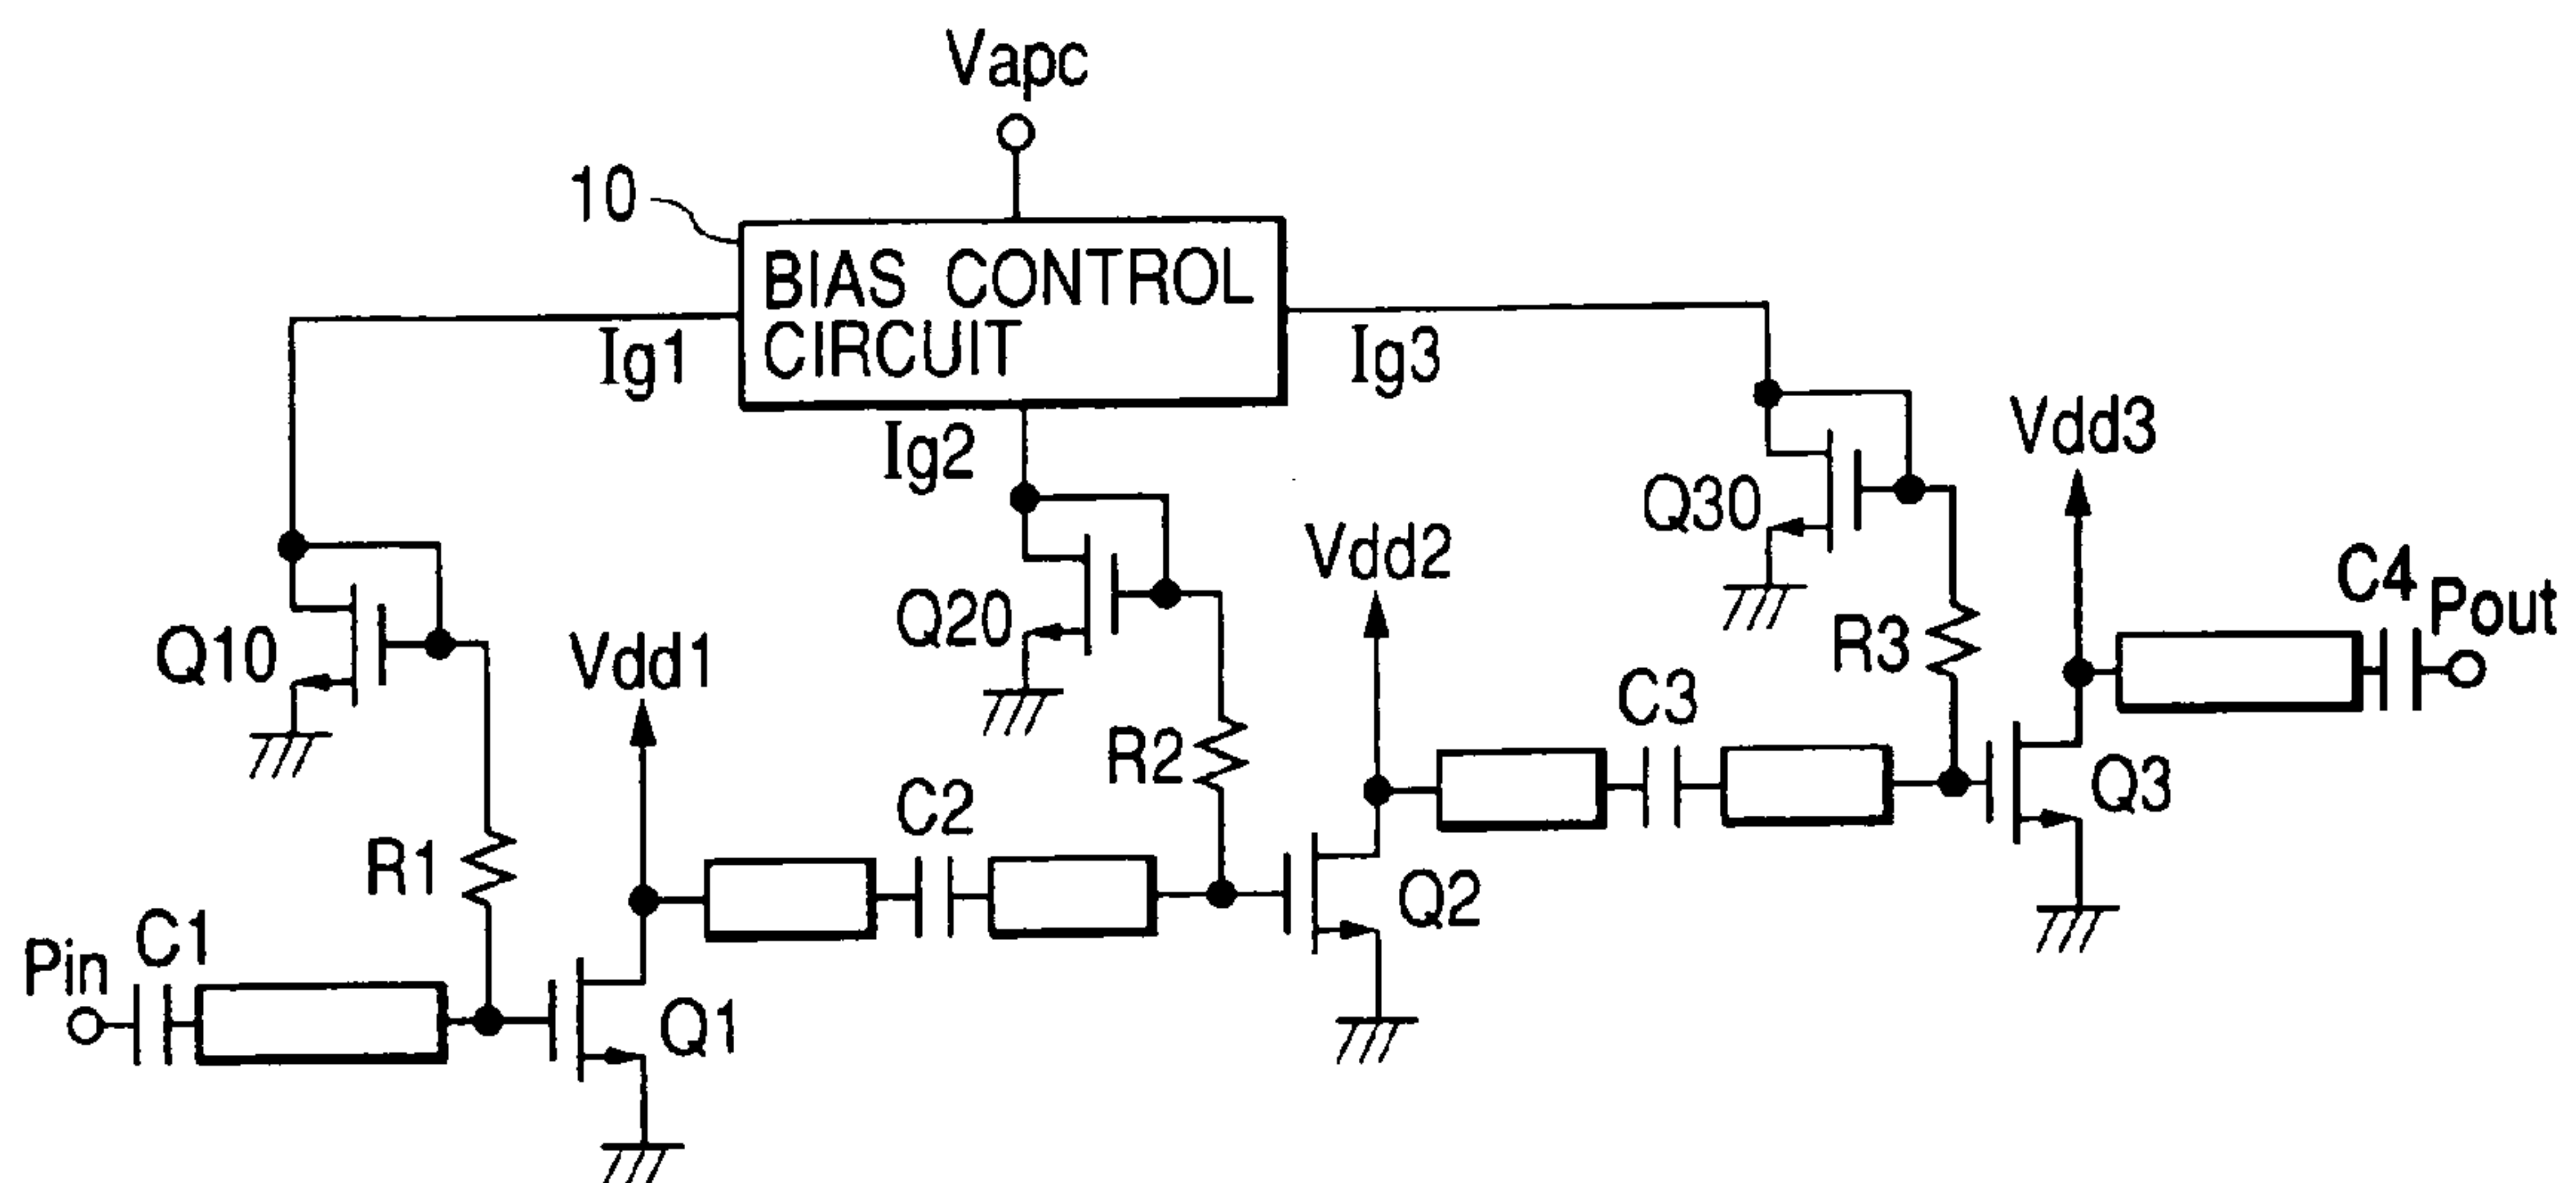 Vapc
10
BIAS CONTROL
CIRCUIT
Ig1
Ig2
Ig3
Q10
Vdd1
Q20
Vdd2
Q30
Vdd3
R1
R2
R3
Pin
C1
Q1
C2
Q2
C3
Q3
C4
Pout